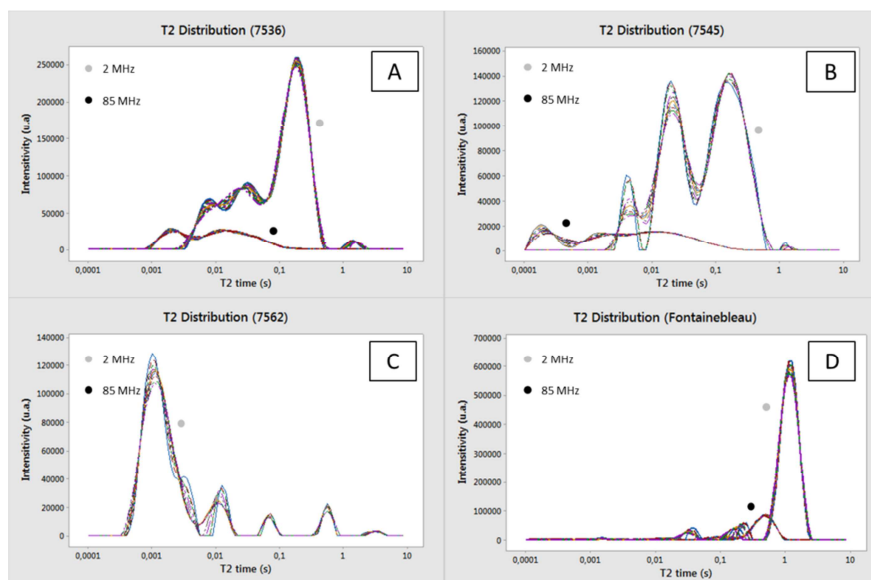 T2 Distribution (7536)
A
2 MHz
85 MHz
Intensitivity (u.a)
250000
200000
150000
100000
50000
0
0,0001 0,001 0,01 0,1 1 10
T2 time (s)
T2 Distribution (7545)
B
2 MHz
85 MHz
Intensitivity (u.a.)
160000
140000
120000
100000
80000
60000
40000
20000
0
0,0001 0,001 0,01 0,1 1 10
T2 time (s)
T2 Distribution (7562)
C
2 MHz
85 MHz
Intensitivity (u.a.)
140000
120000
100000
80000
60000
40000
20000
0
0,0001 0,001 0,01 0,1 1 10
T2 time (s)
T2 Distribution (Fontainebleau)
D
2 MHz
85 MHz
Intensitivity (u.a.)
700000
600000
500000
400000
300000
200000
100000
0
0,0001 0,001 0,01 0,1 1 10
T2 time (s)